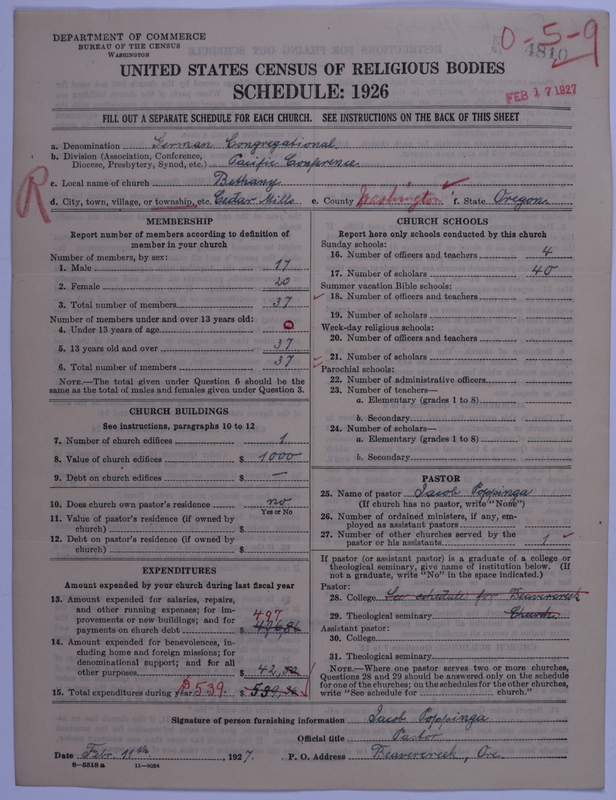 DEPARTMENT OF COMMERCE
BUREAU OF THE CENSUS
WASHINGTON
0-5-9
4810
UNITED STATES CENSUS OF RELIGIOUS BODIES
SCHEDULE: 1926
FEB 17 1927
FILL OUT A SEPARATE SCHEDULE FOR EACH CHURCH. SEE INSTRUCTIONS ON THE BACK OF THIS SHEET
a. Denomination German Congregational
b. Division (Association, Conference,
Diocese, Presbytery, Synod, etc.) Pacific Conference
c. Local name of church Bethany
R
d. City, town, village, or township, etc. Cedar Mills e. County Washington f. State Oregon
MEMBERSHIP
Report number of members according to definition of
member in your church
Number of members, by sex:
1. Male 17
2. Female 20
3. Total number of members 37
Number of members under and over 13 years old:
4. Under 13 years of age 0
5. 13 years old and over 37
6. Total number of members 37
NOTE.—The total given under Question 6 should be
same as the total of males and females given under Question 3.
CHURCH BUILDINGS
See instructions, paragraphs 10 to 12
7. Number of church edifices 1
8. Value of church edifices $ 1000
9. Debt on church edifices $ —
10. Does church own pastor's residence no
Yes or No
11. Value of pastor's residence (if owned by
church) $
12. Debt on pastor's residence (if owned by
church) $
EXPENDITURES
Amount expended by your church during last fiscal year
13. Amount expended for salaries, repairs,
and other running expenses; for im-
provements or new buildings; and for 497
payments on church debt $
14. Amount expended for benevolences, in-
cluding home and foreign missions; for
denominational support; and for all
other purposes $ 42,
15. Total expenditures during year $539. $ 539,
CHURCH SCHOOLS
Report here only schools conducted by this church
Sunday schools:
16. Number of officers and teachers 4
17. Number of scholars 40
Summer vacation Bible schools:
18. Number of officers and teachers
19. Number of scholars
Week-day religious schools:
20. Number of officers and teachers
21. Number of scholars
Parochial schools:
22. Number of administrative officers
23. Number of teachers—
a. Elementary (grades 1 to 8)
b. Secondary
24. Number of scholars—
a. Elementary (grades 1 to 8)
b. Secondary
PASTOR
25. Name of pastor Jacob Poppinga
(If church has no pastor, write "None")
26. Number of ordained ministers, if any, em-
ployed as assistant pastors
27. Number of other churches served by the
pastor or his assistants 1
If pastor (or assistant pastor) is a graduate of a college or
theological seminary, give name of institution below. (If
not a graduate, write "No" in the space indicated.)
Pastor:
28. College See schedule for Beavercreek
29. Theological seminary Church.
Assistant pastor:
30. College
31. Theological seminary
NOTE.—Where one pastor serves two or more churches,
Questions 28 and 29 should be answered only on the schedule
for one of the churches; on the schedules for the other churches,
write "See schedule for church."
Signature of person furnishing information Jacob Poppinga
Official title Pastor
Date Febr. 11th, 1927. P. O. Address Beavercreek, Ore.
8—5518 a 11—9024